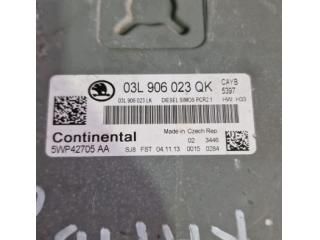 03L 906 023 QK
CAYB
5397
03L 906 023 LK DIESEL SIMOS PCR2.1 HW: H03
Continental
5WP42705 AA
Made in Czech Rep
02 3446
SJ8 FST 04.11.13 0015 0284